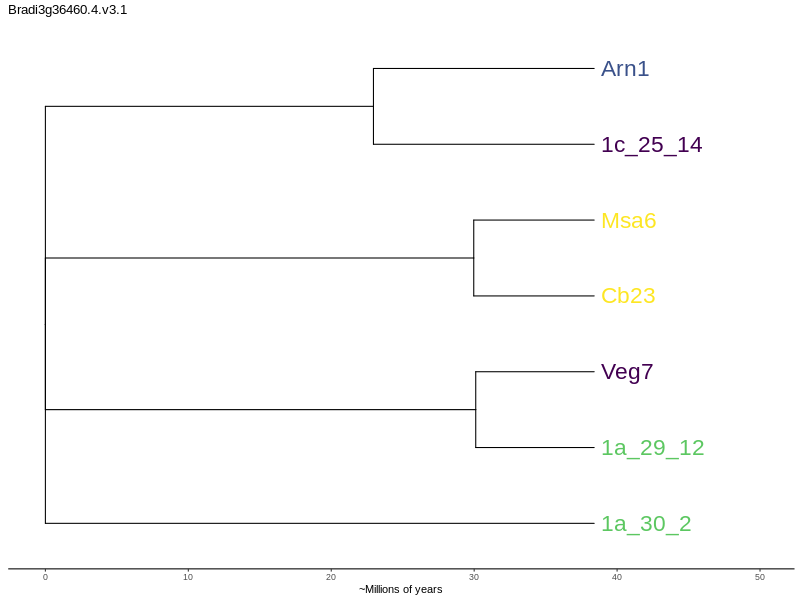 Bradi3g36460.4.v3.1
Arn1
1c_25_14
Msa6
Cb23
Veg7
1a_29_12
1a_30_2
0 10 20 30 40 50
~Millions of years